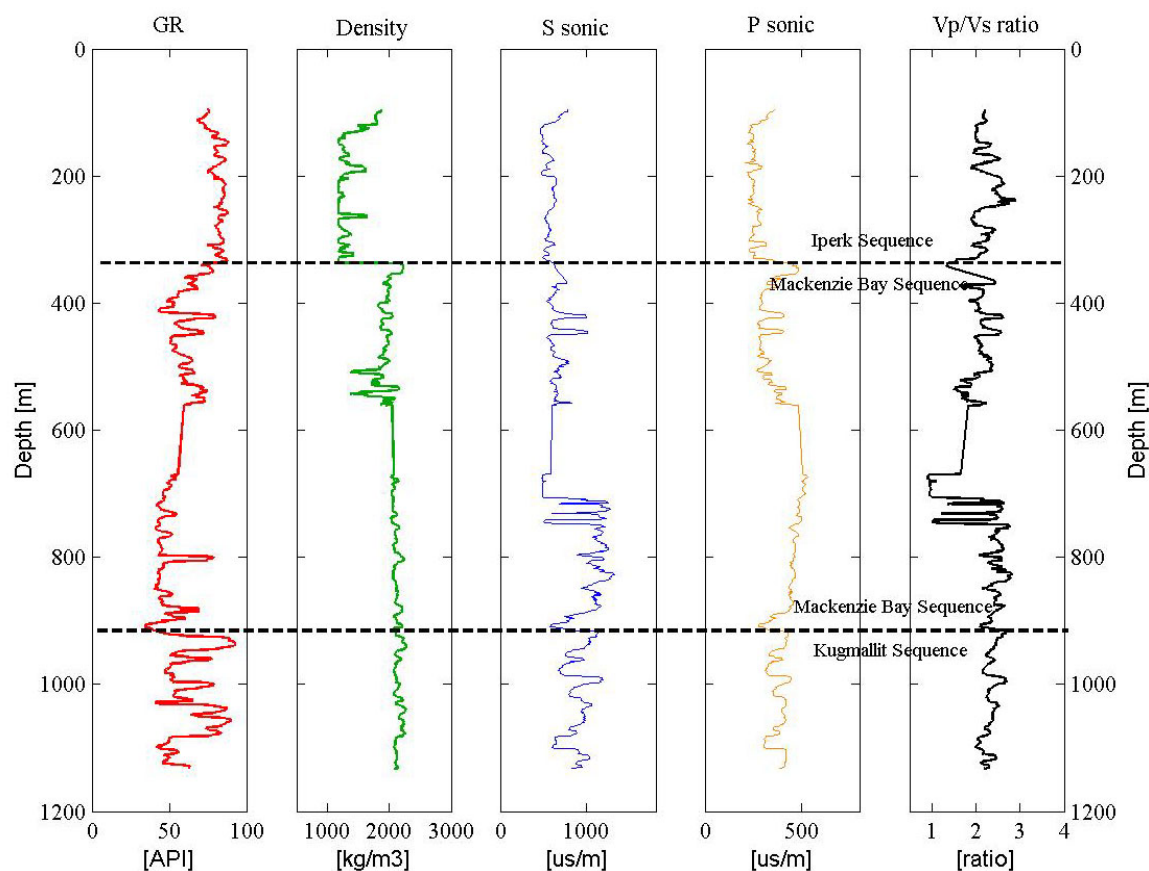 GR Density S sonic P sonic Vp/Vs ratio
0 0
200 200
Iperk Sequence
Mackenzie Bay Sequence
400 400
Depth [m] Depth [m]
600 600
800 800
Mackenzie Bay Sequence
Kugmallit Sequence
1000 1000
1200 1200
0 50 100 1000 2000 3000 0 1000 0 500 1 2 3 4
[API] [kg/m3] [us/m] [us/m] [ratio]